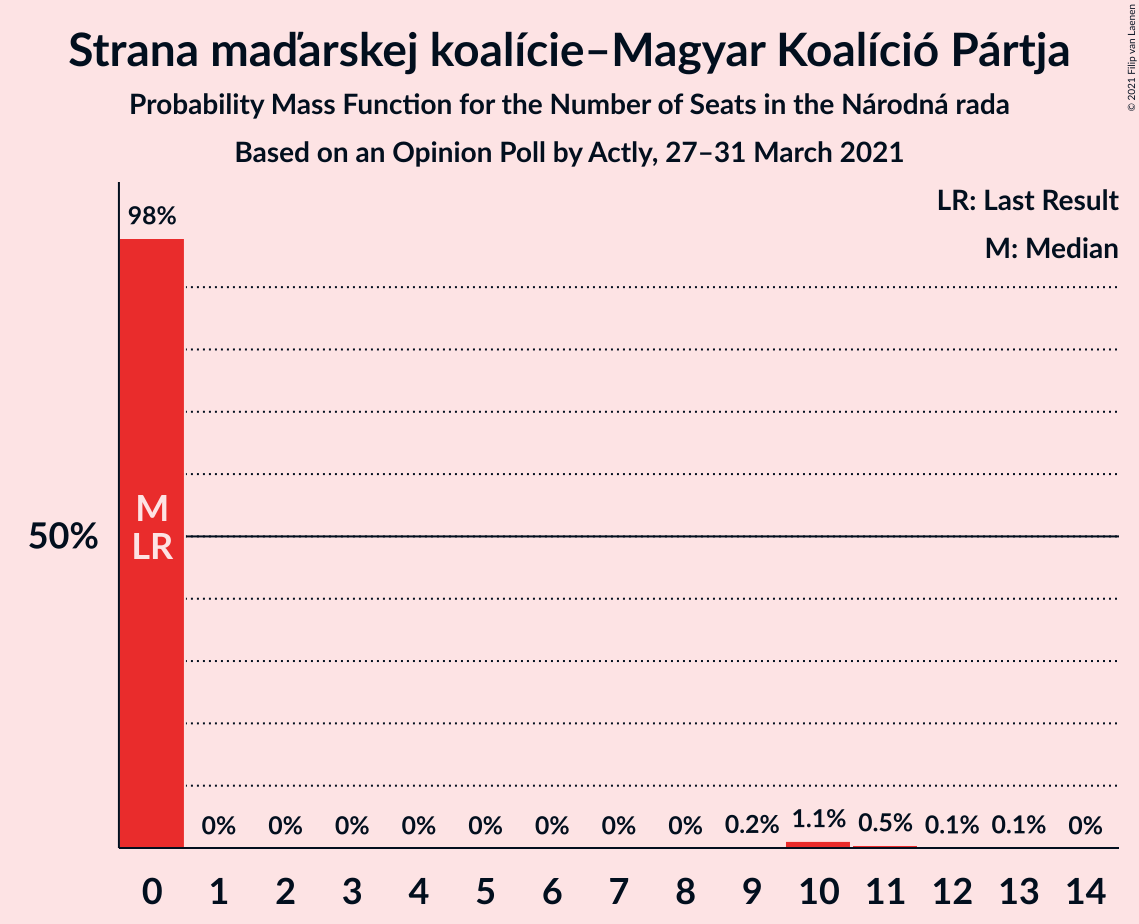 Strana maďarskej koalície–Magyar Koalíció Pártja
Probability Mass Function for the Number of Seats in the Národná rada
Based on an Opinion Poll by Actly, 27–31 March 2021
© 2021 Filip van Laenen
LR: Last Result
M: Median
98%
M
LR
50%
0% 0% 0% 0% 0% 0% 0% 0% 0.2% 1.1% 0.5% 0.1% 0.1% 0%
0 1 2 3 4 5 6 7 8 9 10 11 12 13 14